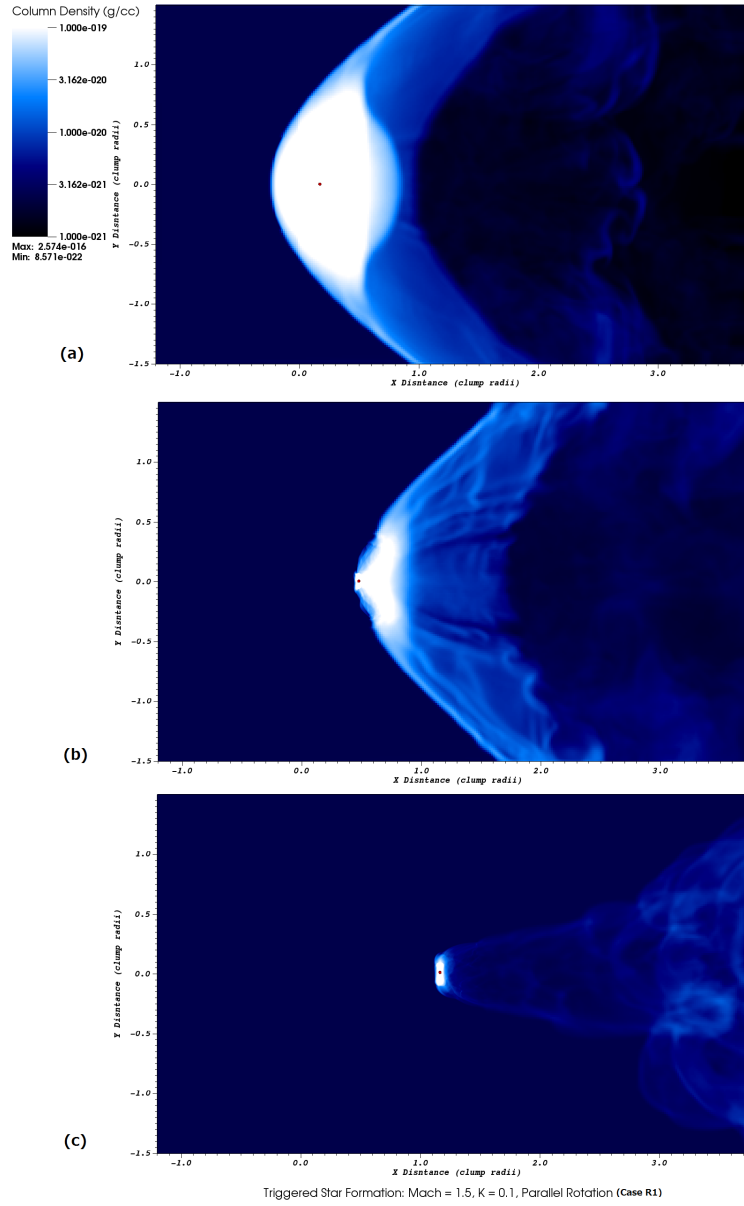 Column Density (g/cc)
1.000e-019
3.162e-020
1.000e-020
3.162e-021
1.000e-021
Max: 2.574e-016
Min: 8.571e-022
(a)
Y Disntance (clump radii)
1.0
0.5
0.0
-0.5
-1.0
-1.5
-1.0 0.0 1.0 2.0 3.0
X Disntance (clump radii)
(b)
Y Disntance (clump radii)
1.0
0.5
0.0
-0.5
-1.0
-1.5
-1.0 0.0 1.0 2.0 3.0
X Disntance (clump radii)
(c)
Y Disntance (clump radii)
1.0
0.5
0.0
-0.5
-1.0
-1.5
-1.0 0.0 1.0 2.0 3.0
X Disntance (clump radii)
Triggered Star Formation: Mach = 1.5, K = 0.1, Parallel Rotation (Case R1)